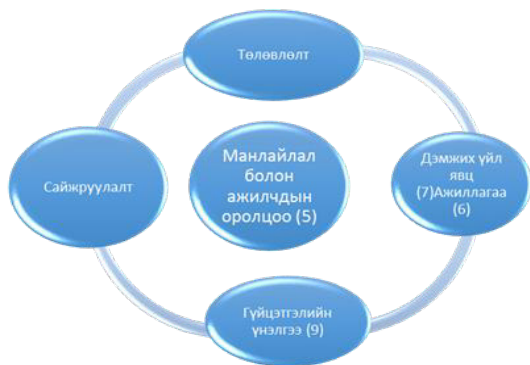 Төлөвлөлт
Манлайлал
болон
ажилчдын
оролцоо (5)
Дэмжих үйл
явц
(7)Ажиллагаа
(6)
Сайжруулалт
Гүйцэтгэлийн
үнэлгээ (9)